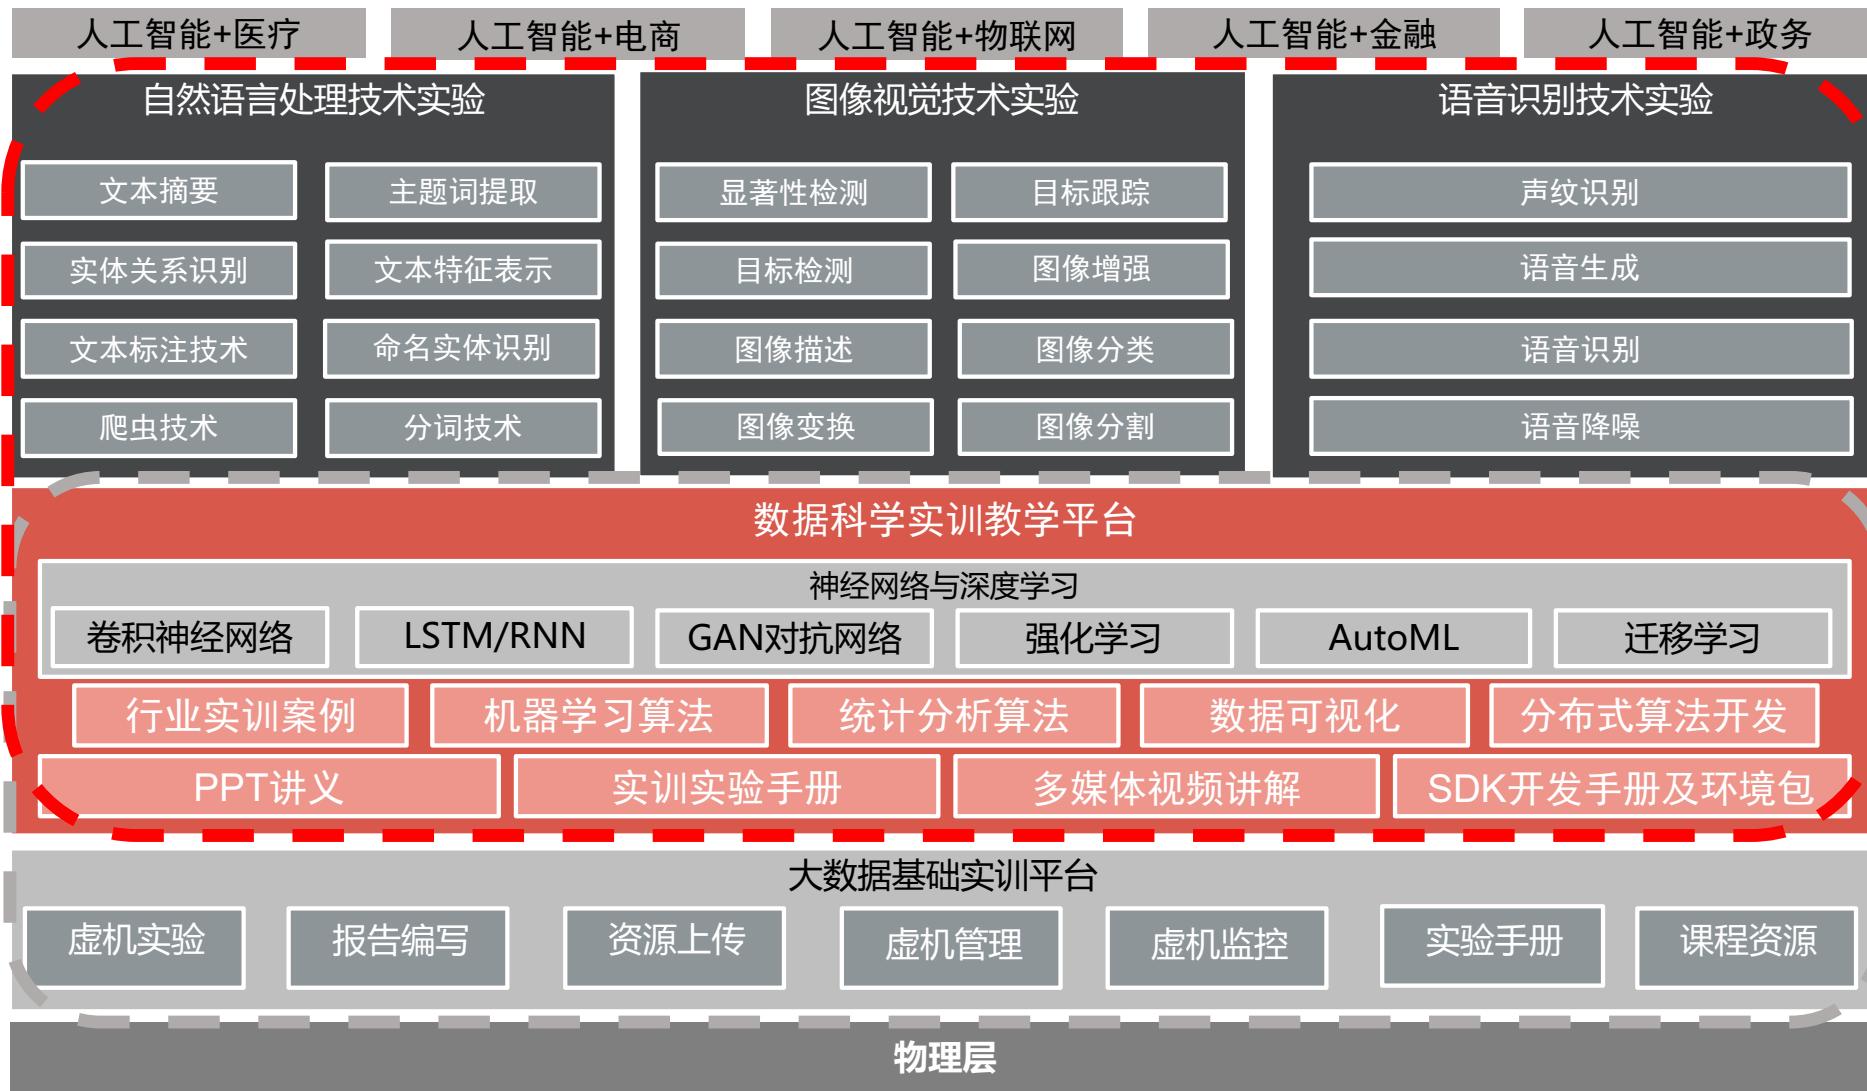 人工智能+医疗
人工智能+电商
人工智能+物联网
人工智能+金融
人工智能+政务
自然语言处理技术实验
文本摘要
主题词提取
实体关系识别
文本特征表示
文本标注技术
命名实体识别
爬虫技术
分词技术
图像视觉技术实验
显著性检测
目标跟踪
目标检测
图像增强
图像描述
图像分类
图像变换
图像分割
语音识别技术实验
声纹识别
语音生成
语音识别
语音降噪
数据科学实训教学平台
神经网络与深度学习
卷积神经网络
LSTM/RNN
GAN对抗网络
强化学习
AutoML
迁移学习
行业实训案例
机器学习算法
统计分析算法
数据可视化
分布式算法开发
PPT讲义
实训实验手册
多媒体视频讲解
SDK开发手册及环境包
大数据基础实训平台
虚机实验
报告编写
资源上传
虚机管理
虚机监控
实验手册
课程资源
物理层